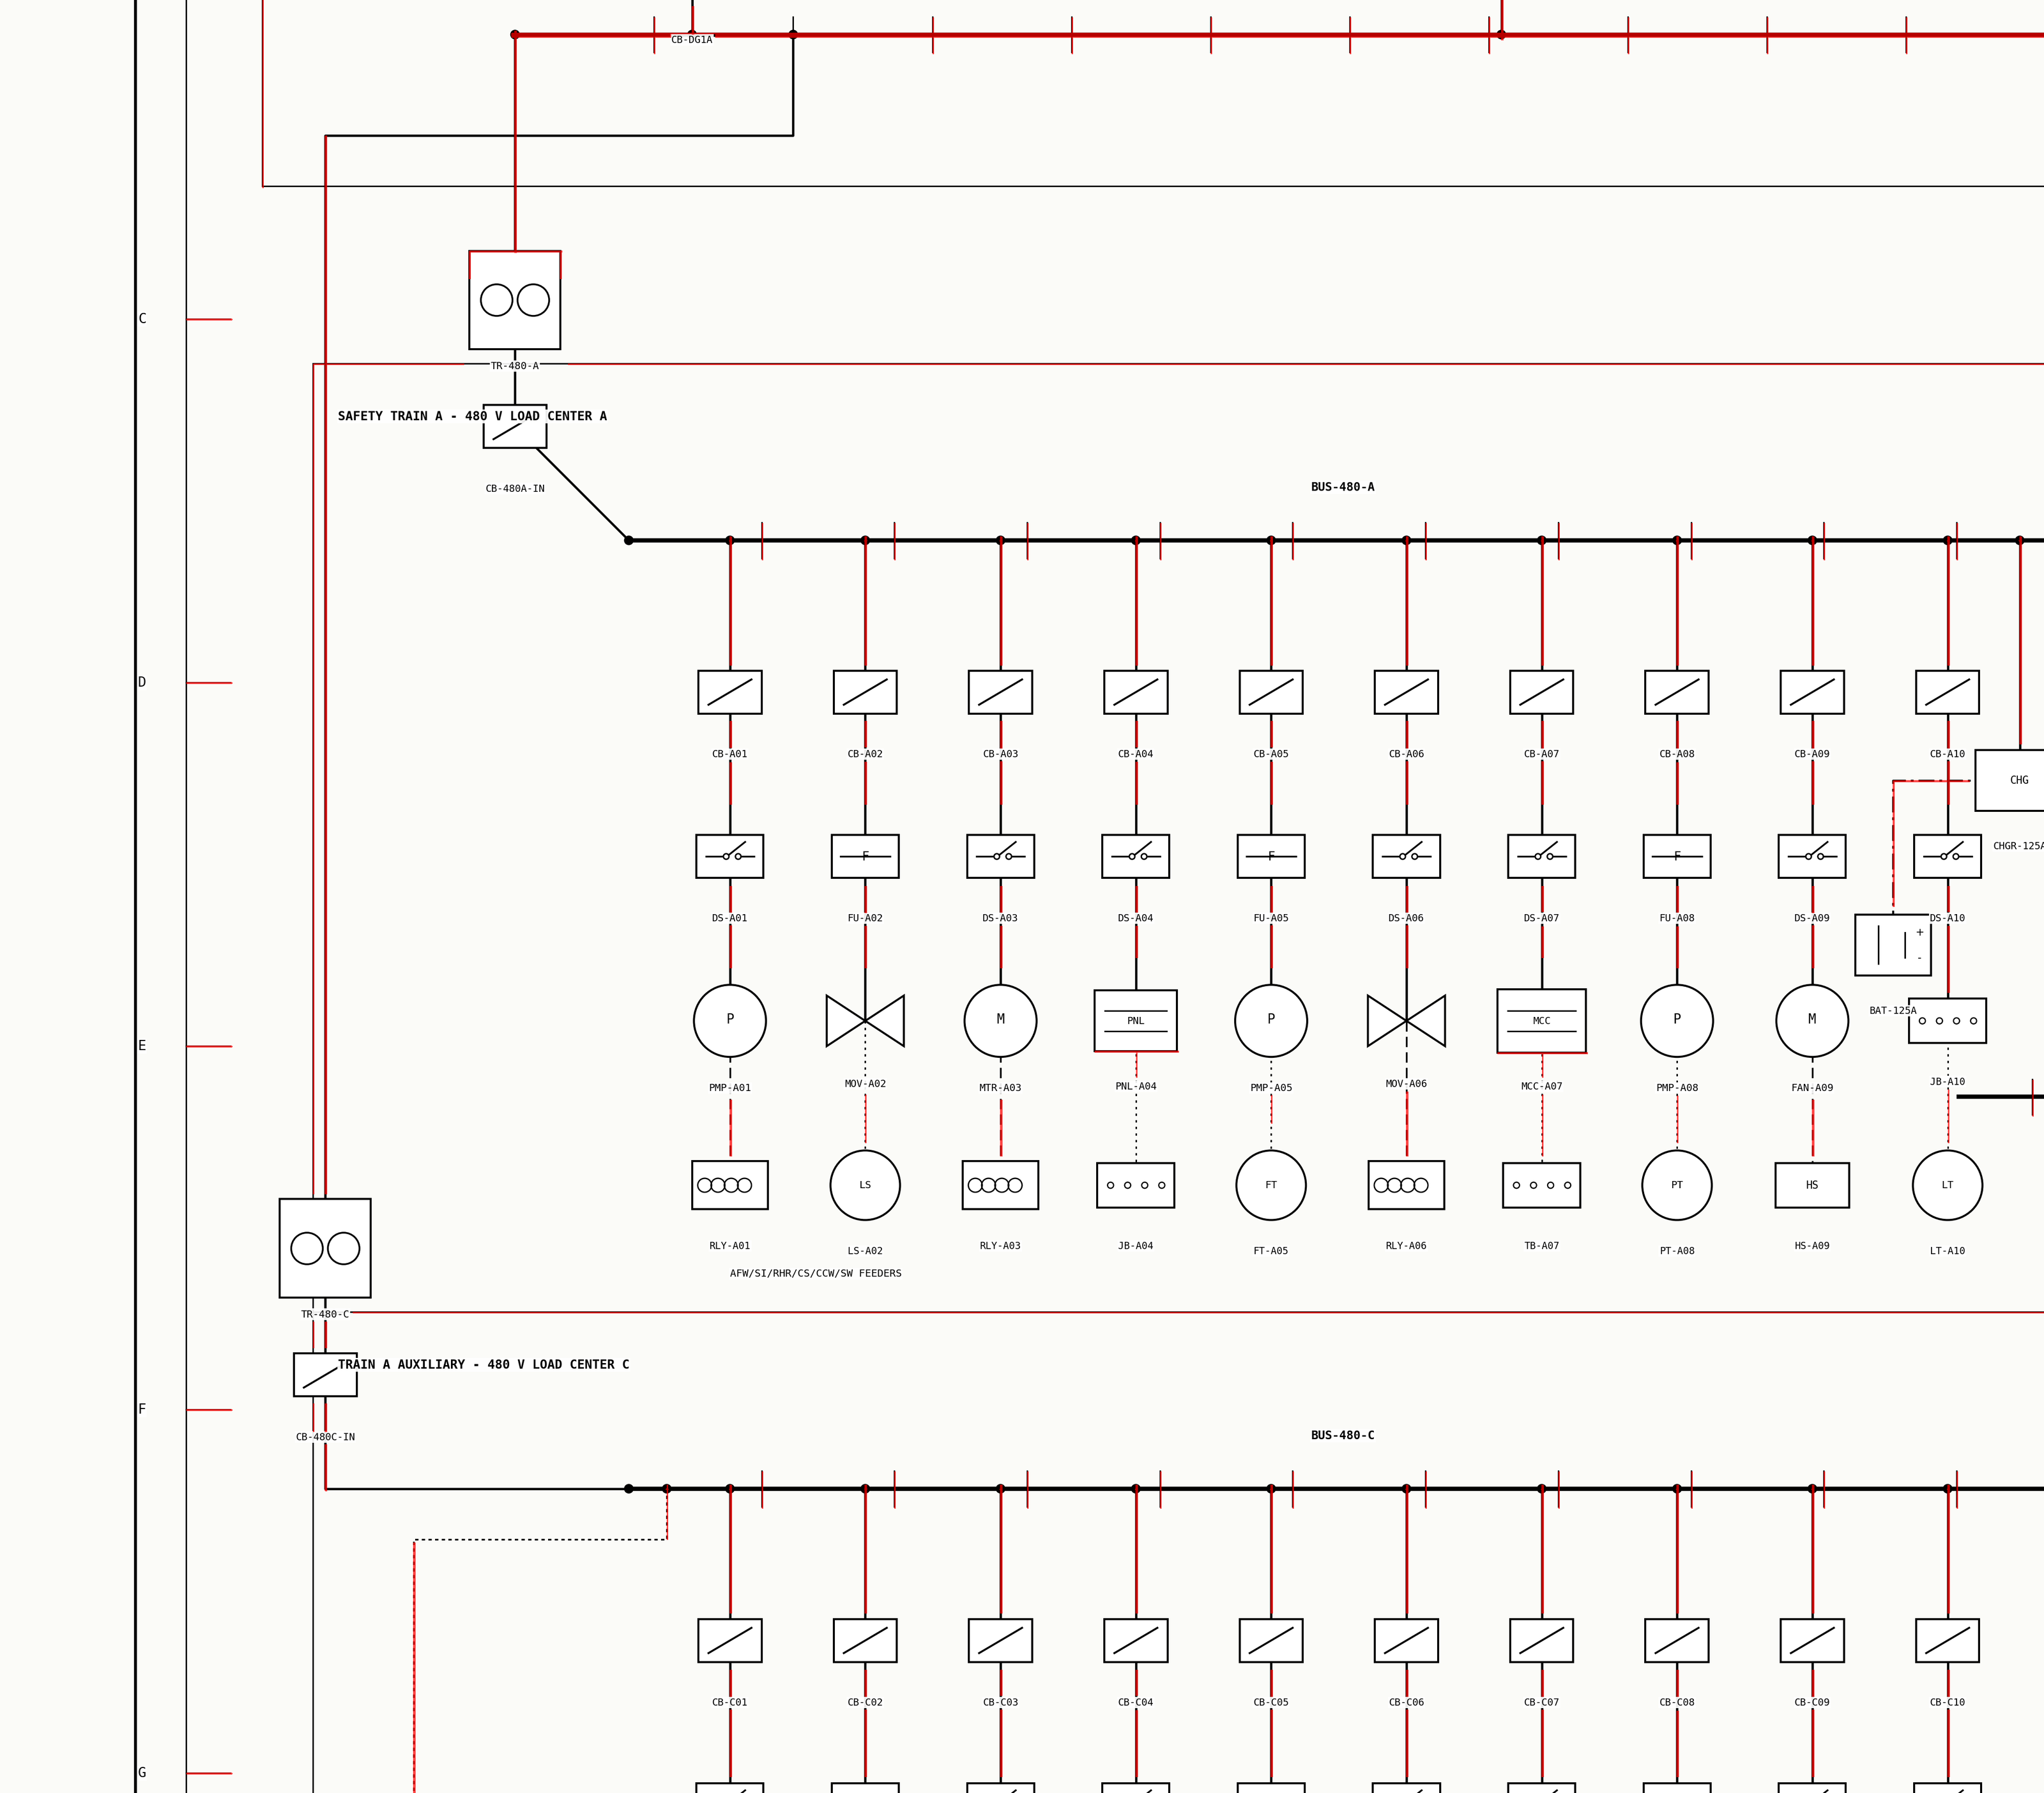 CB-DG1A
C
TR-480-A
SAFETY TRAIN A - 480 V LOAD CENTER A
CB-480A-IN
BUS-480-A
D
CB-A01 CB-A02 CB-A03 CB-A04 CB-A05 CB-A06 CB-A07 CB-A08 CB-A09 CB-A10
CHG
CHGR-125A
F F F
DS-A01 FU-A02 DS-A03 DS-A04 FU-A05 DS-A06 DS-A07 FU-A08 DS-A09 DS-A10
+
-
BAT-125A
P M PNL P MCC P M
E
PMP-A01 MOV-A02 MTR-A03 PNL-A04 PMP-A05 MOV-A06 MCC-A07 PMP-A08 FAN-A09 JB-A10
LS FT PT HS LT
RLY-A01 LS-A02 RLY-A03 JB-A04 FT-A05 RLY-A06 TB-A07 PT-A08 HS-A09 LT-A10
AFW/SI/RHR/CS/CCW/SW FEEDERS
TR-480-C
TRAIN A AUXILIARY - 480 V LOAD CENTER C
F
CB-480C-IN
BUS-480-C
CB-C01 CB-C02 CB-C03 CB-C04 CB-C05 CB-C06 CB-C07 CB-C08 CB-C09 CB-C10
G